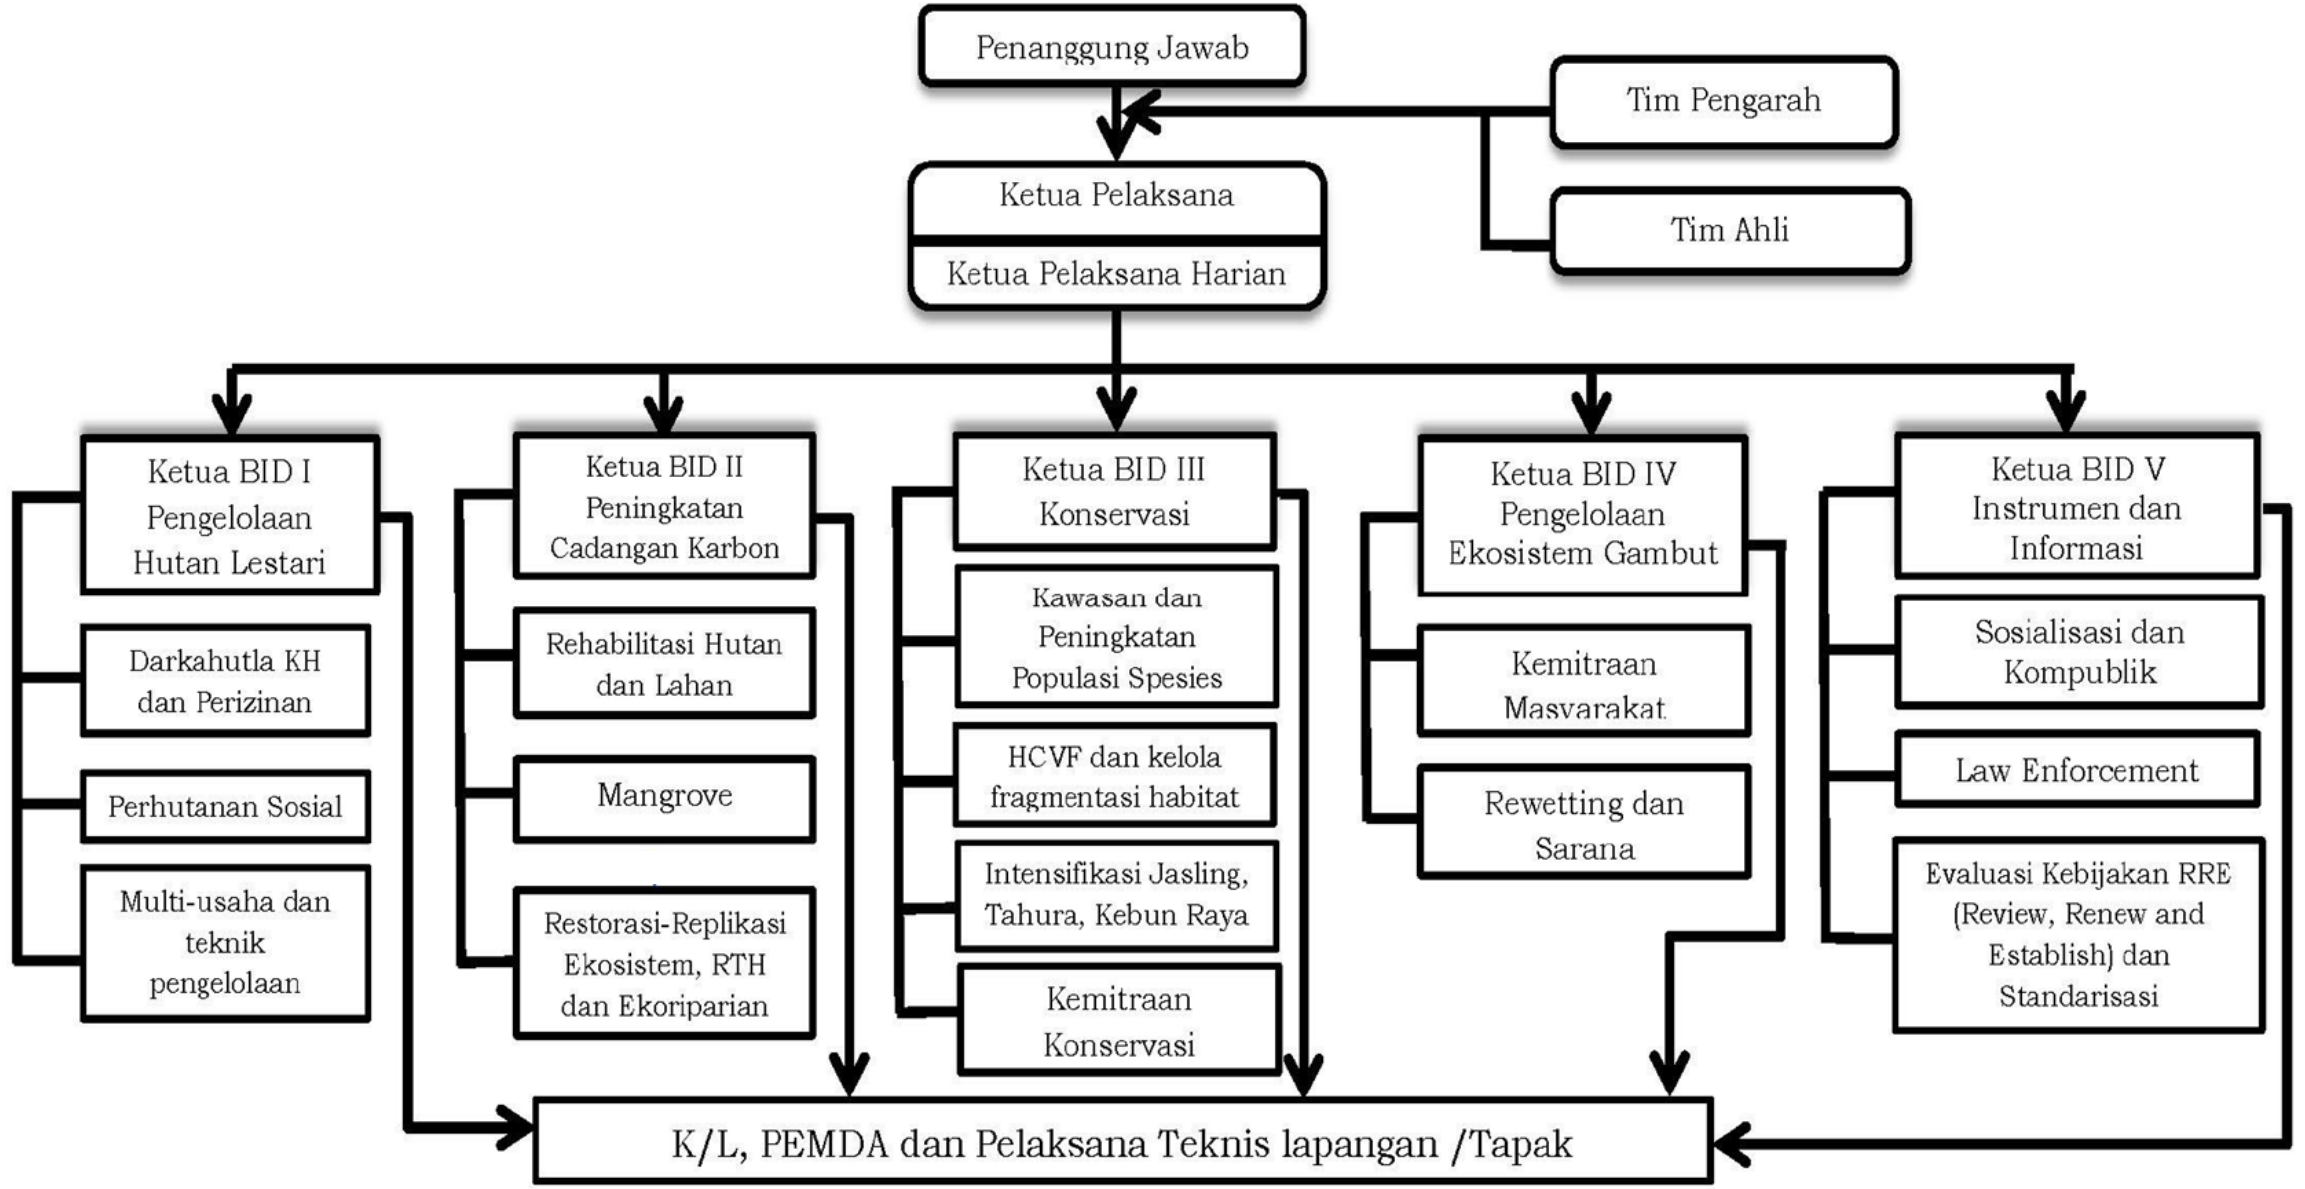 Penanggung Jawab
Tim Pengarah
Tim Ahli
Ketua Pelaksana
Ketua Pelaksana Harian
Ketua BID I
Pengelolaan
Hutan Lestari
Darkahutla KH
dan Perizinan
Perhutanan Sosial
Multi-usaha dan
teknik
pengelolaan
Ketua BID II
Peningkatan
Cadangan Karbon
Rehabilitasi Hutan
dan Lahan
Mangrove
Restorasi-Replikasi
Ekosistem, RTH
dan Ekoriparian
Ketua BID III
Konservasi
Kawasan dan
Peningkatan
Populasi Spesies
HCVF dan kelola
fragmentasi habitat
Intensifikasi Jasling,
Tahura, Kebun Raya
Kemitraan
Konservasi
Ketua BID IV
Pengelolaan
Ekosistem Gambut
Kemitraan
Masyarakat
Rewetting dan
Sarana
Ketua BID V
Instrumen dan
Informasi
Sosialisasi dan
Kompublik
Law Enforcement
Evaluasi Kebijakan RRE
(Review, Renew and
Establish) dan
Standarisasi
K/L, PEMDA dan Pelaksana Teknis lapangan /Tapak